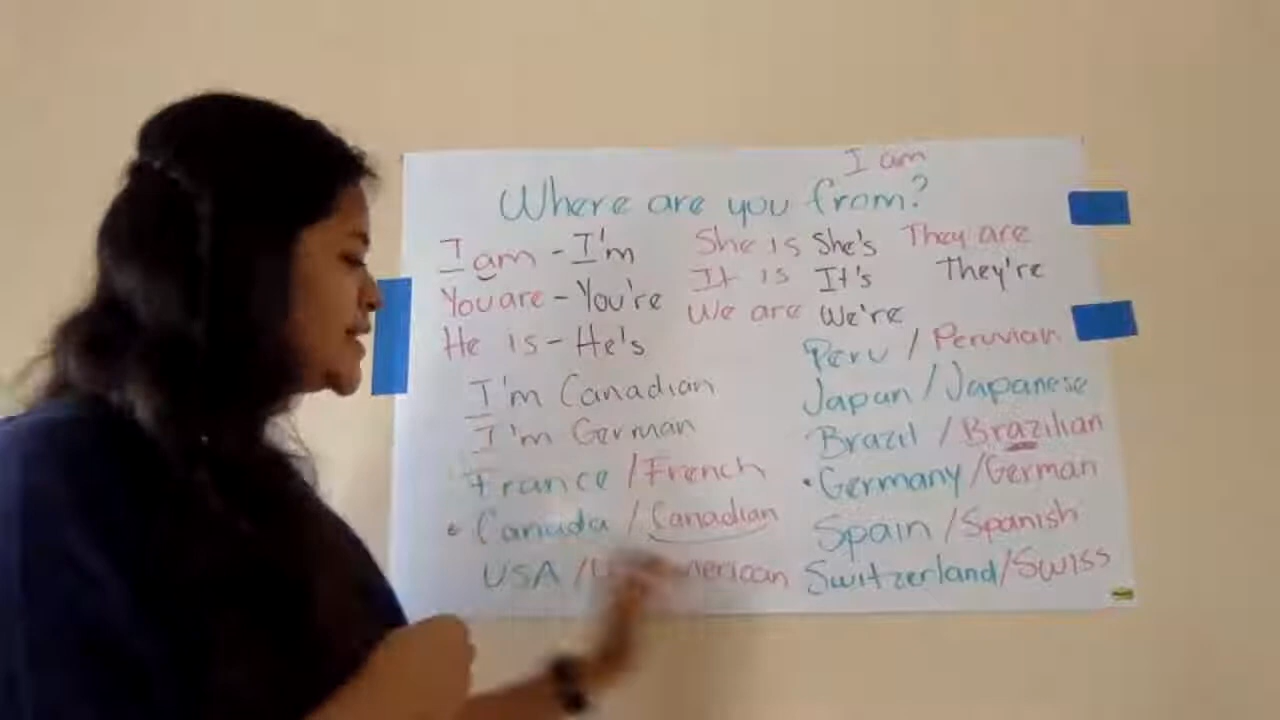 I am
Where are you from?
I am - I'm
You are - You're
He is - He's
She is She's
It is It's
We are We're
They are
They're
I'm Canadian
I'm German
France / French
Canada / Canadian
USA /
Peru / Peruvian
Japan / Japanese
Brazil / Brazilian
Germany / German
Spain / Spanish
Switzerland / Swiss